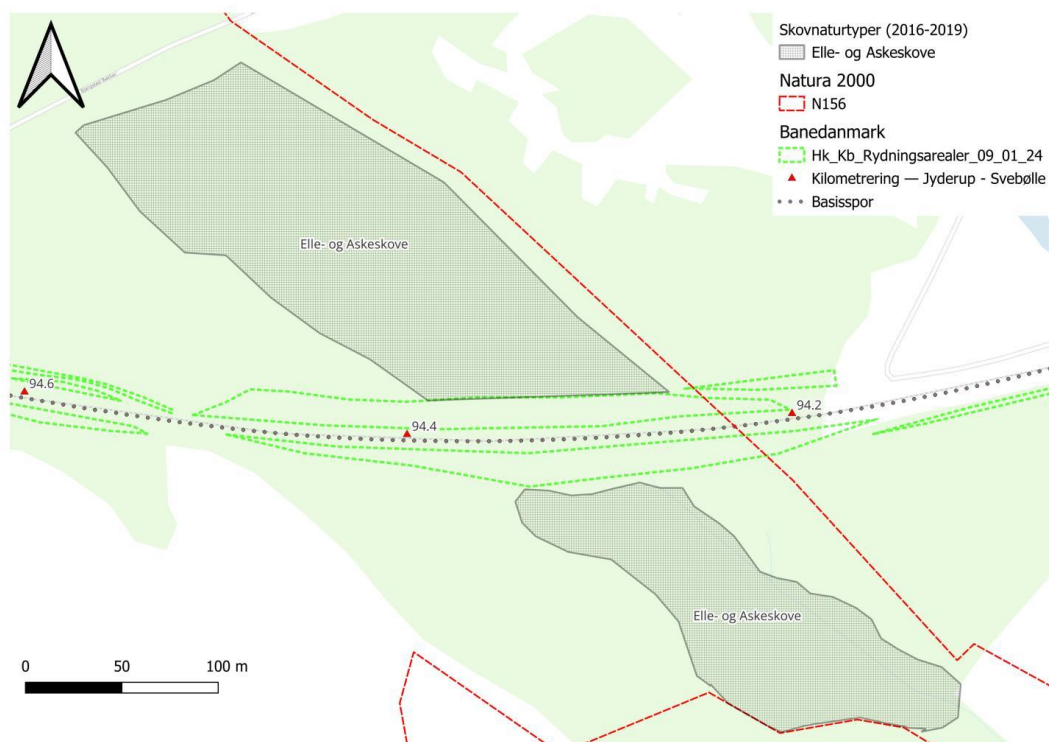 Skovnaturtyper (2016-2019)
Elle- og Askeskove
Natura 2000
N156
Banedanmark
Hk_Kb_Rydningsarealer_09_01_24
Kilometrering — Jyderup - Svebølle
Basisspor
Elle- og Askeskove
94.6
94.4
94.2
Elle- og Askeskove
0 50 100 m